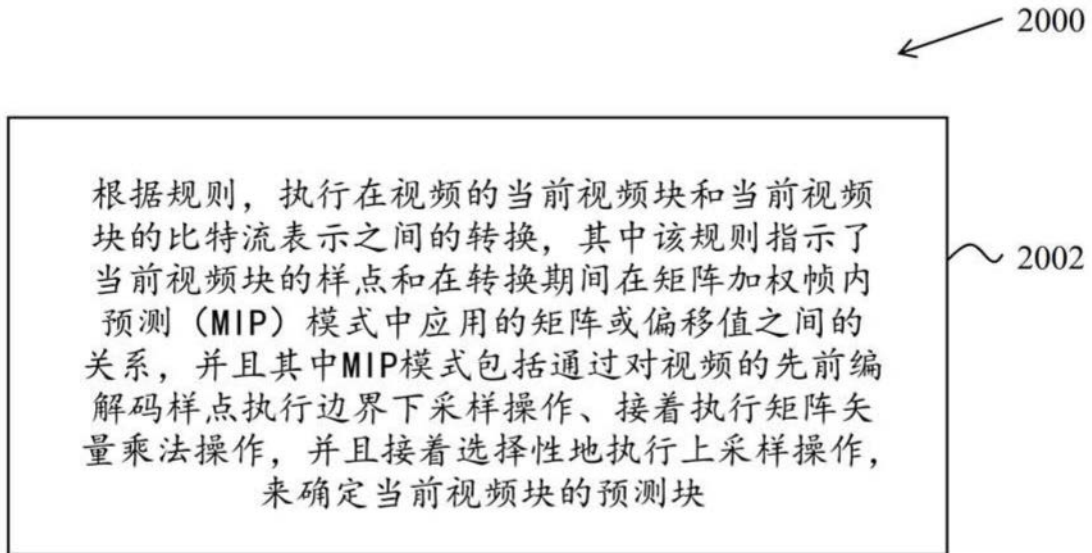 2000
根据规则，执行在视频的当前视频块和当前视频
块的比特流表示之间的转换，其中该规则指示了
当前视频块的样点和在转换期间在矩阵加权帧内
预测（MIP）模式中应用的矩阵或偏移值之间的
关系，并且其中MIP模式包括通过对视频的先前编
解码样点执行边界下采样操作、接着执行矩阵矢
量乘法操作，并且接着选择性地执行上采样操作，
来确定当前视频块的预测块
2002